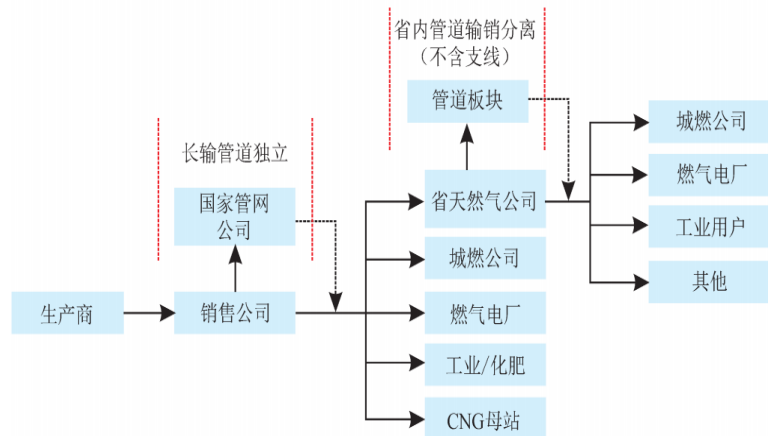 省内管道输销分离
（不含支线）
管道板块
城燃公司
长输管道独立
燃气电厂
国家管网
公司
省天然气公司
工业用户
城燃公司
其他
生产商
销售公司
燃气电厂
工业/化肥
CNG母站